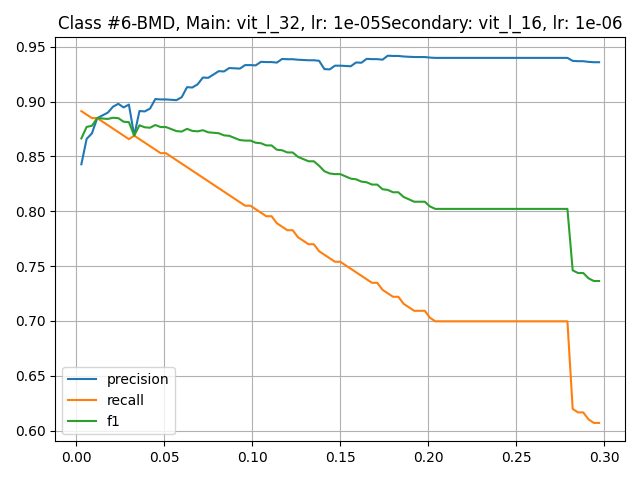 Class #6-BMD, Main: vit_l_32, lr: 1e-05Secondary: vit_l_16, lr: 1e-06
0.95
0.90
0.85
0.80
0.75
0.70
0.65
0.60
precision
recall
f1
0.00 0.05 0.10 0.15 0.20 0.25 0.30